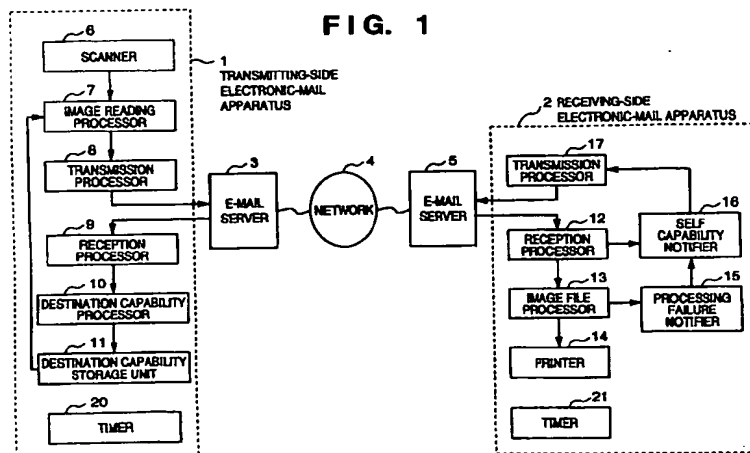 FIG. 1
6
SCANNER
7
IMAGE READING
PROCESSOR
8
TRANSMISSION
PROCESSOR
9
RECEPTION
PROCESSOR
10
DESTINATION CAPABILITY
PROCESSOR
11
DESTINATION CAPABILITY
STORAGE UNIT
20
TIMER
1
TRANSMITTING-SIDE
ELECTRONIC-MAIL
APPARATUS
3
E-MAIL
SERVER
4
NETWORK
5
E-MAIL
SERVER
2 RECEIVING-SIDE
ELECTRONIC-MAIL APPARATUS
17
TRANSMISSION
PROCESSOR
16
SELF
CAPABILITY
NOTIFIER
12
RECEPTION
PROCESSOR
13
IMAGE FILE
PROCESSOR
15
PROCESSING
FAILURE
NOTIFIER
14
PRINTER
21
TIMER